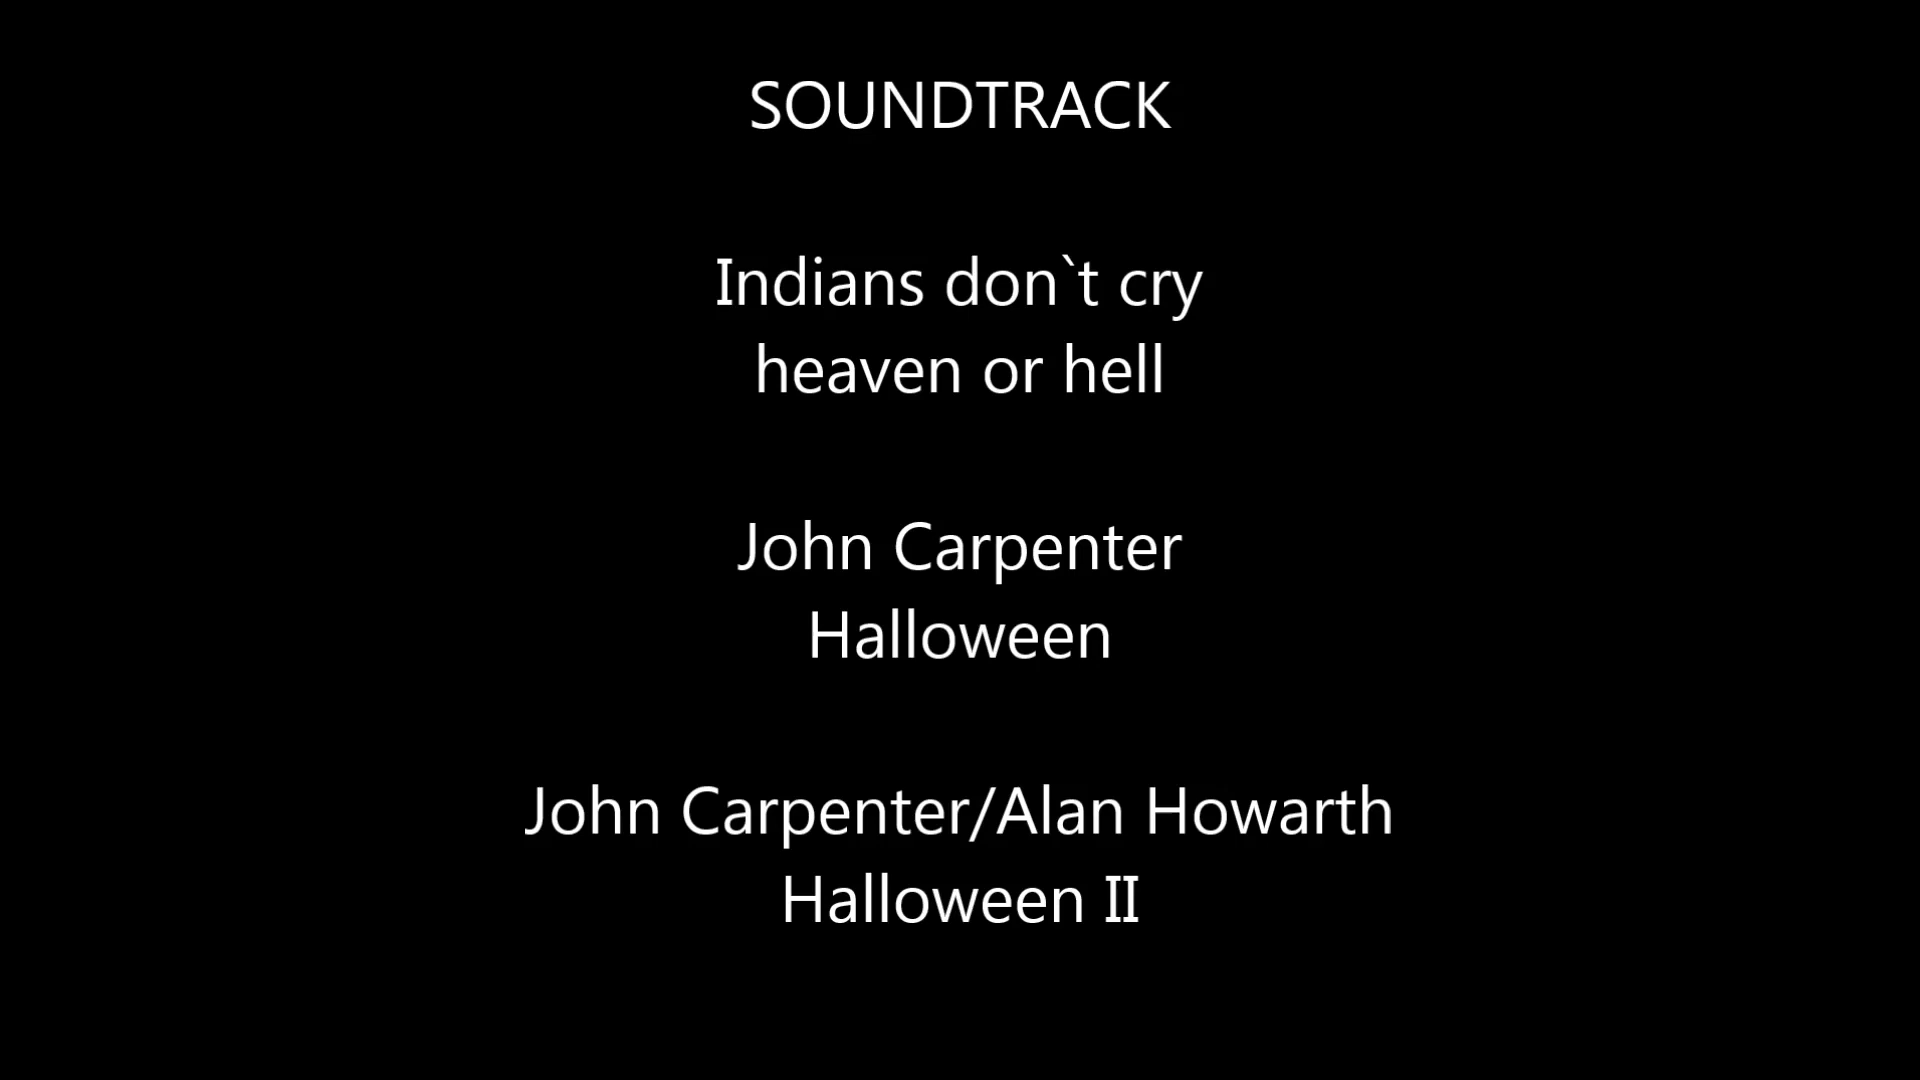 SOUNDTRACK
Indians don`t cry
heaven or hell
John Carpenter
Halloween
John Carpenter/Alan Howarth
Halloween II